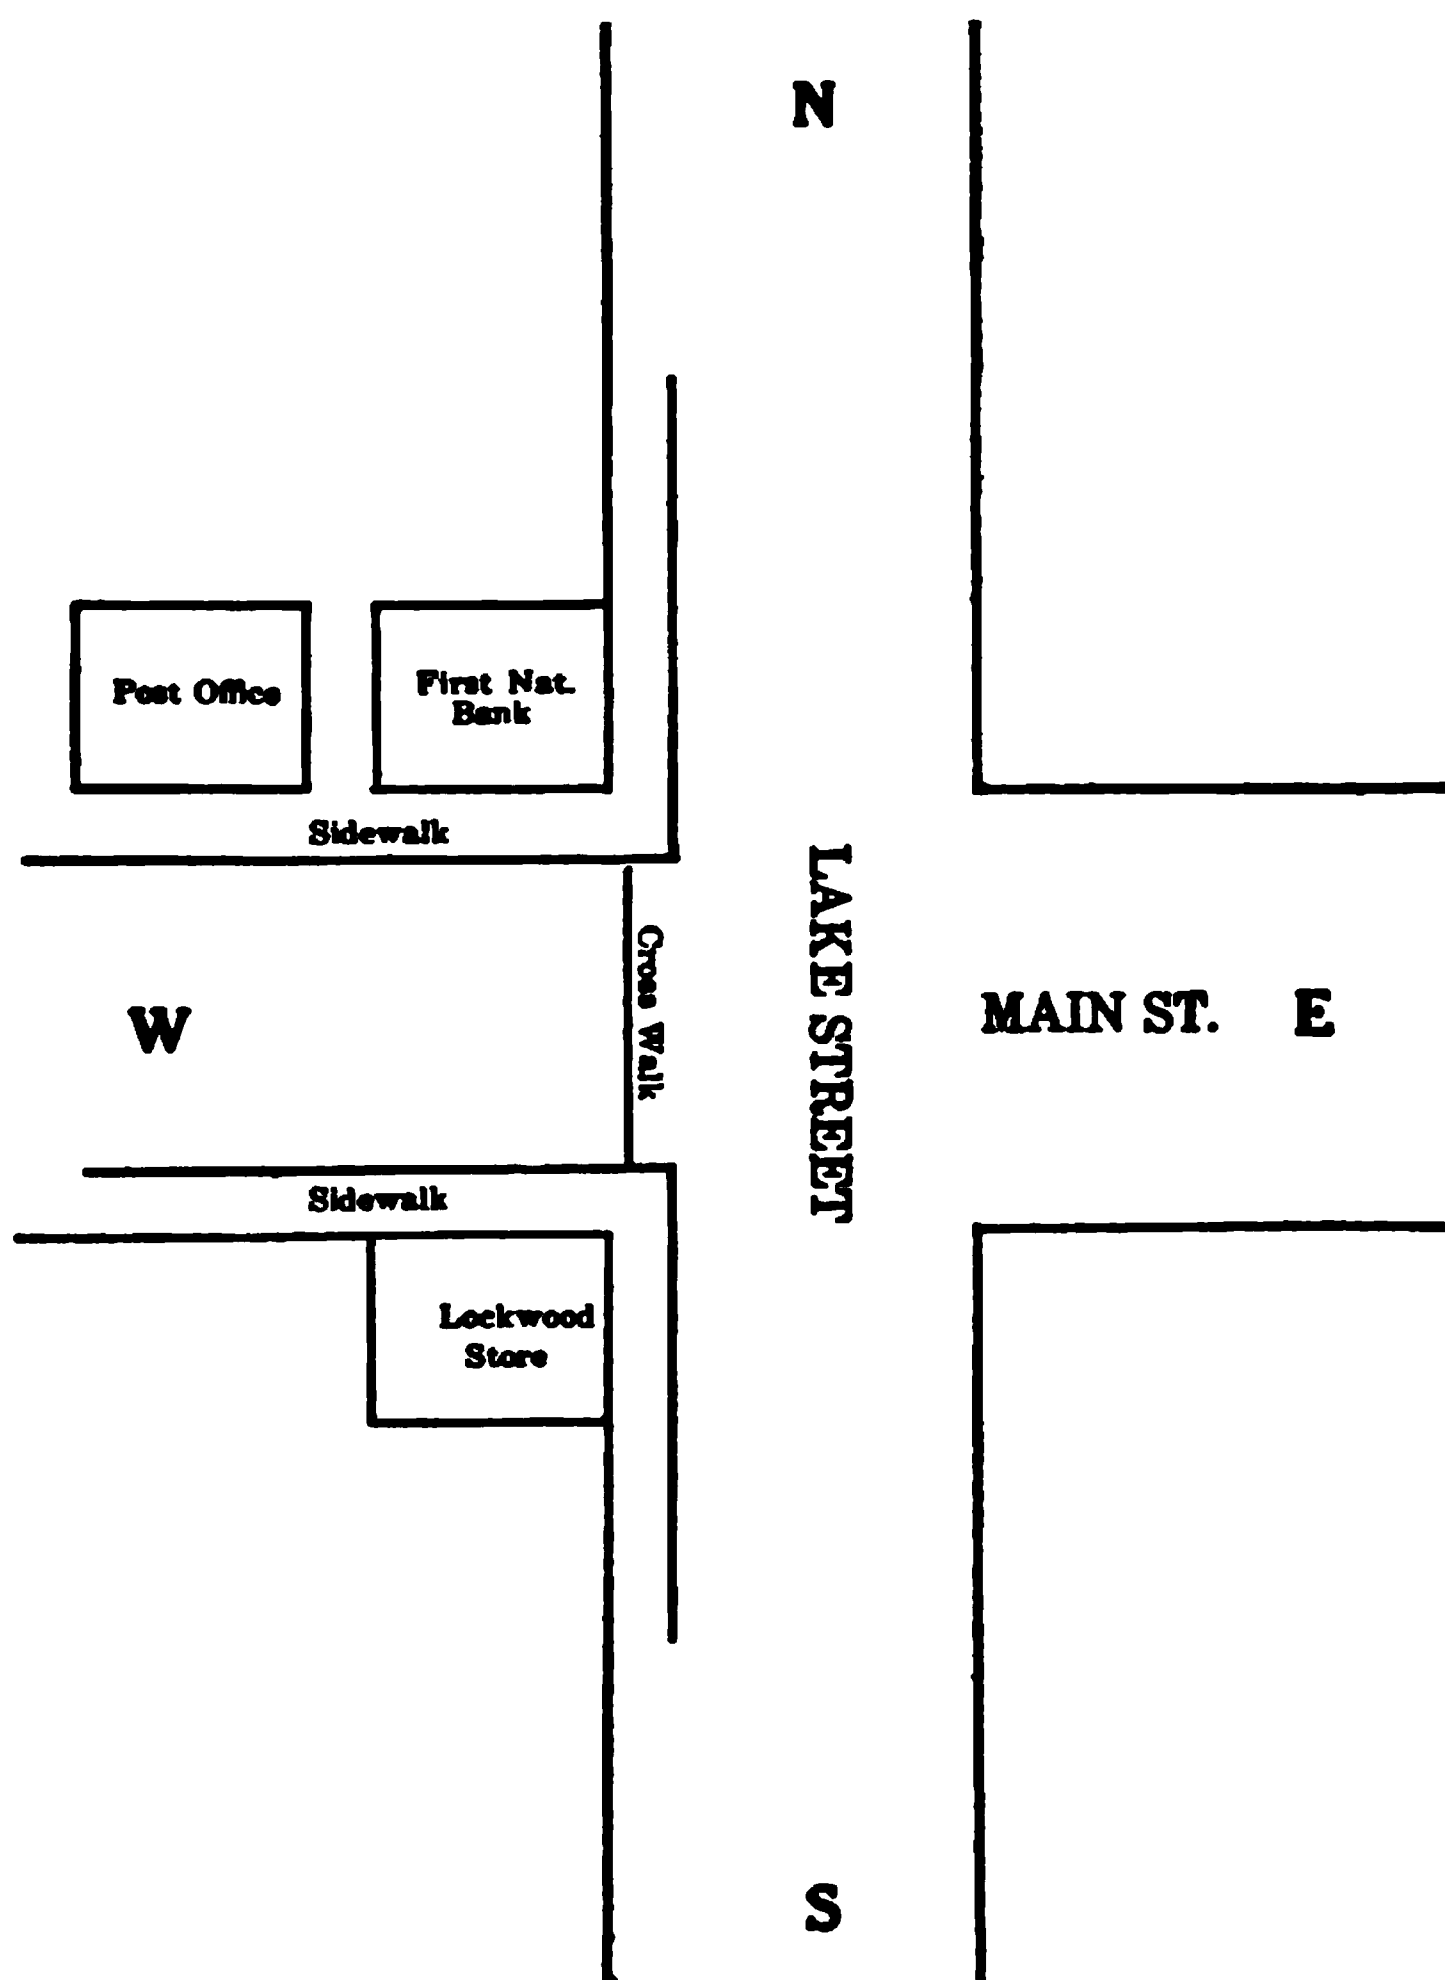 N
Post Office
First Nat.
Bank
Sidewalk
LAKE STREET
Cross Walk
W
MAIN ST. E
Sidewalk
Lockwood
Store
S